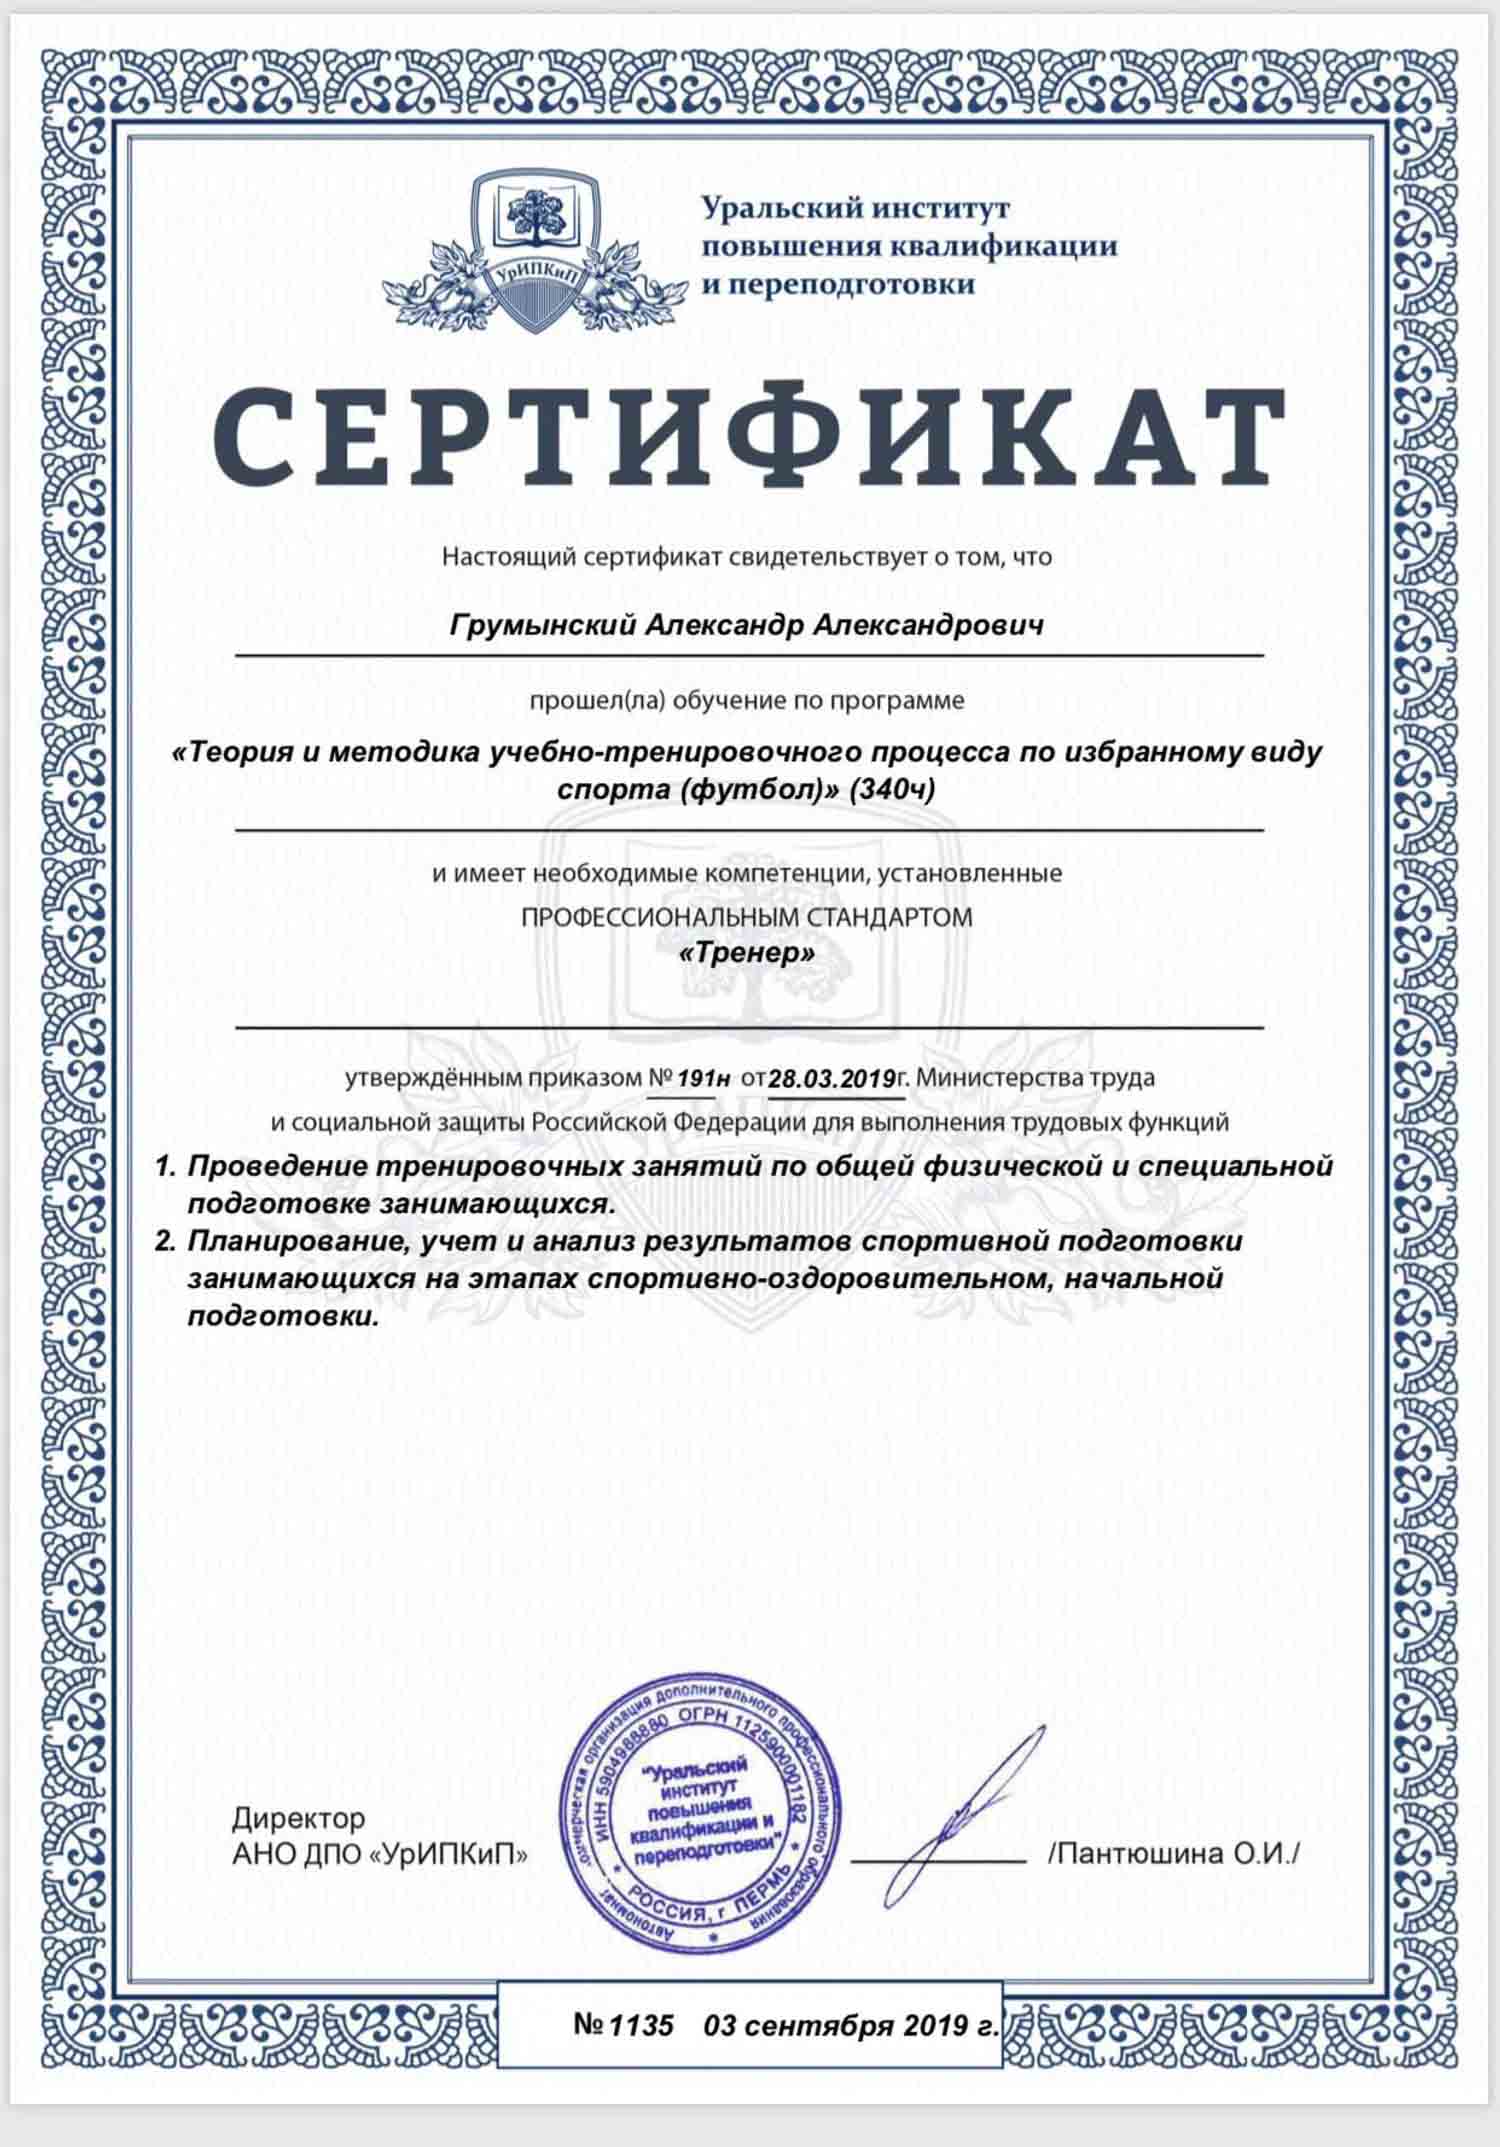 Уральский институт
повышения квалификации
и переподготовки
УрИПКиП
СЕРТИФИКАТ
Настоящий сертификат свидетельствует о том, что
Грумынский Александр Александрович
прошел(ла) обучение по программе
«Теория и методика учебно-тренировочного процесса по избранному виду
спорта (футбол)» (340ч)
и имеет необходимые компетенции, установленные
ПРОФЕССИОНАЛЬНЫМ СТАНДАРТОМ
«Тренер»
утверждённым приказом № 191н от 28.03.2019г. Министерства труда
и социальной защиты Российской Федерации для выполнения трудовых функций
1. Проведение тренировочных занятий по общей физической и специальной
подготовке занимающихся.
2. Планирование, учет и анализ результатов спортивной подготовки
занимающихся на этапах спортивно-оздоровительном, начальной
подготовки.
Директор
АНО ДПО «УрИПКиП»
организация дополнительного профессионального образования
ИНН 5904988880 ОГРН 1125900001182
"Уральский
институт
повышения
квалификации и
переподготовки"
* РОССИЯ, г ПЕРМЬ *
/Пантюшина О.И./
№ 1135 03 сентября 2019 г.